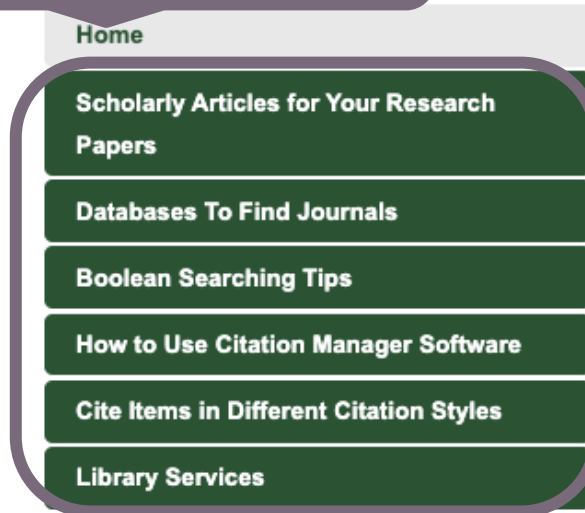 Home
Scholarly Articles for Your Research
Papers
Databases To Find Journals
Boolean Searching Tips
How to Use Citation Manager Software
Cite Items in Different Citation Styles
Library Services